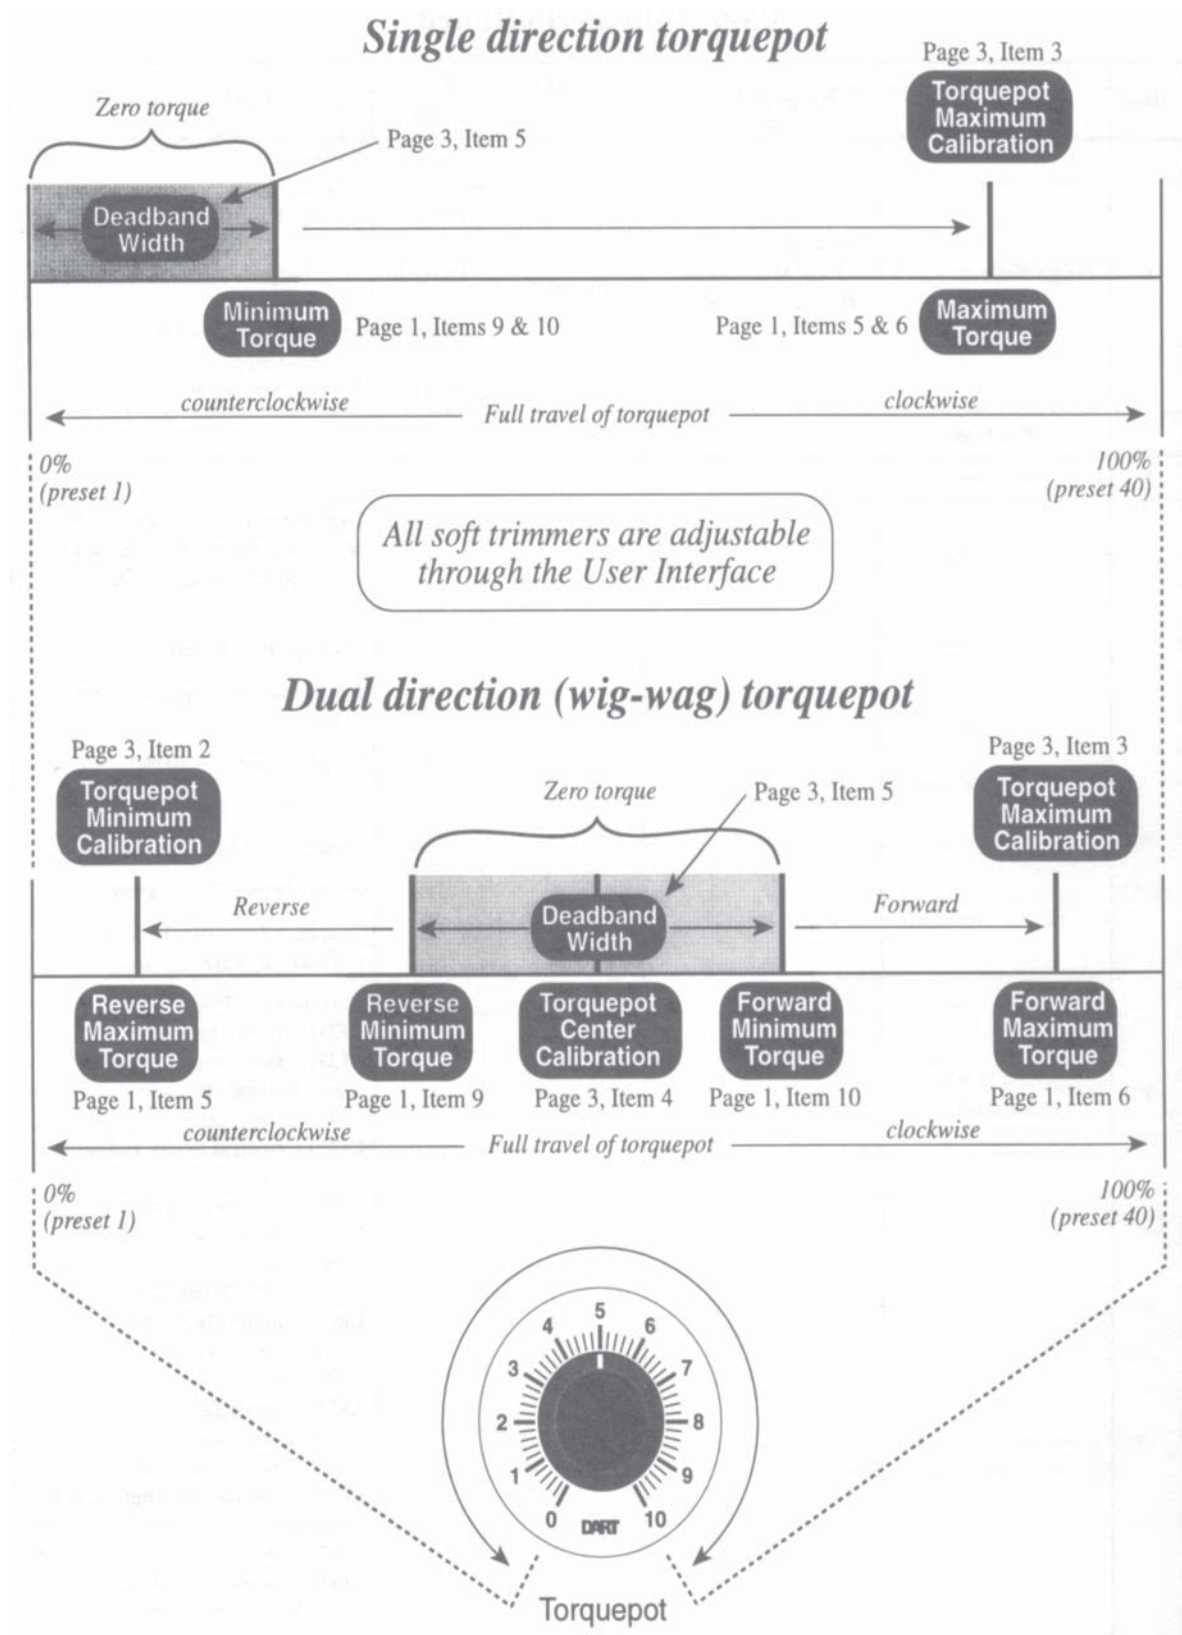 Single direction torquepot
Page 3, Item 3
Torquepot
Maximum
Calibration
Zero torque
Page 3, Item 5
Deadband
Width
Minimum
Torque
Page 1, Items 9 & 10
Page 1, Items 5 & 6
Maximum
Torque
counterclockwise
Full travel of torquepot
clockwise
0%
(preset 1)
100%
(preset 40)
All soft trimmers are adjustable
through the User Interface
Dual direction (wig-wag) torquepot
Page 3, Item 2
Torquepot
Minimum
Calibration
Zero torque
Page 3, Item 5
Page 3, Item 3
Torquepot
Maximum
Calibration
Reverse
Deadband
Width
Forward
Reverse
Maximum
Torque
Page 1, Item 5
Reverse
Minimum
Torque
Page 1, Item 9
Torquepot
Center
Calibration
Page 3, Item 4
Forward
Minimum
Torque
Page 1, Item 10
Forward
Maximum
Torque
Page 1, Item 6
counterclockwise
Full travel of torquepot
clockwise
0%
(preset 1)
100%
(preset 40)
0
1
2
3
4
5
6
7
8
9
10
DART
Torquepot